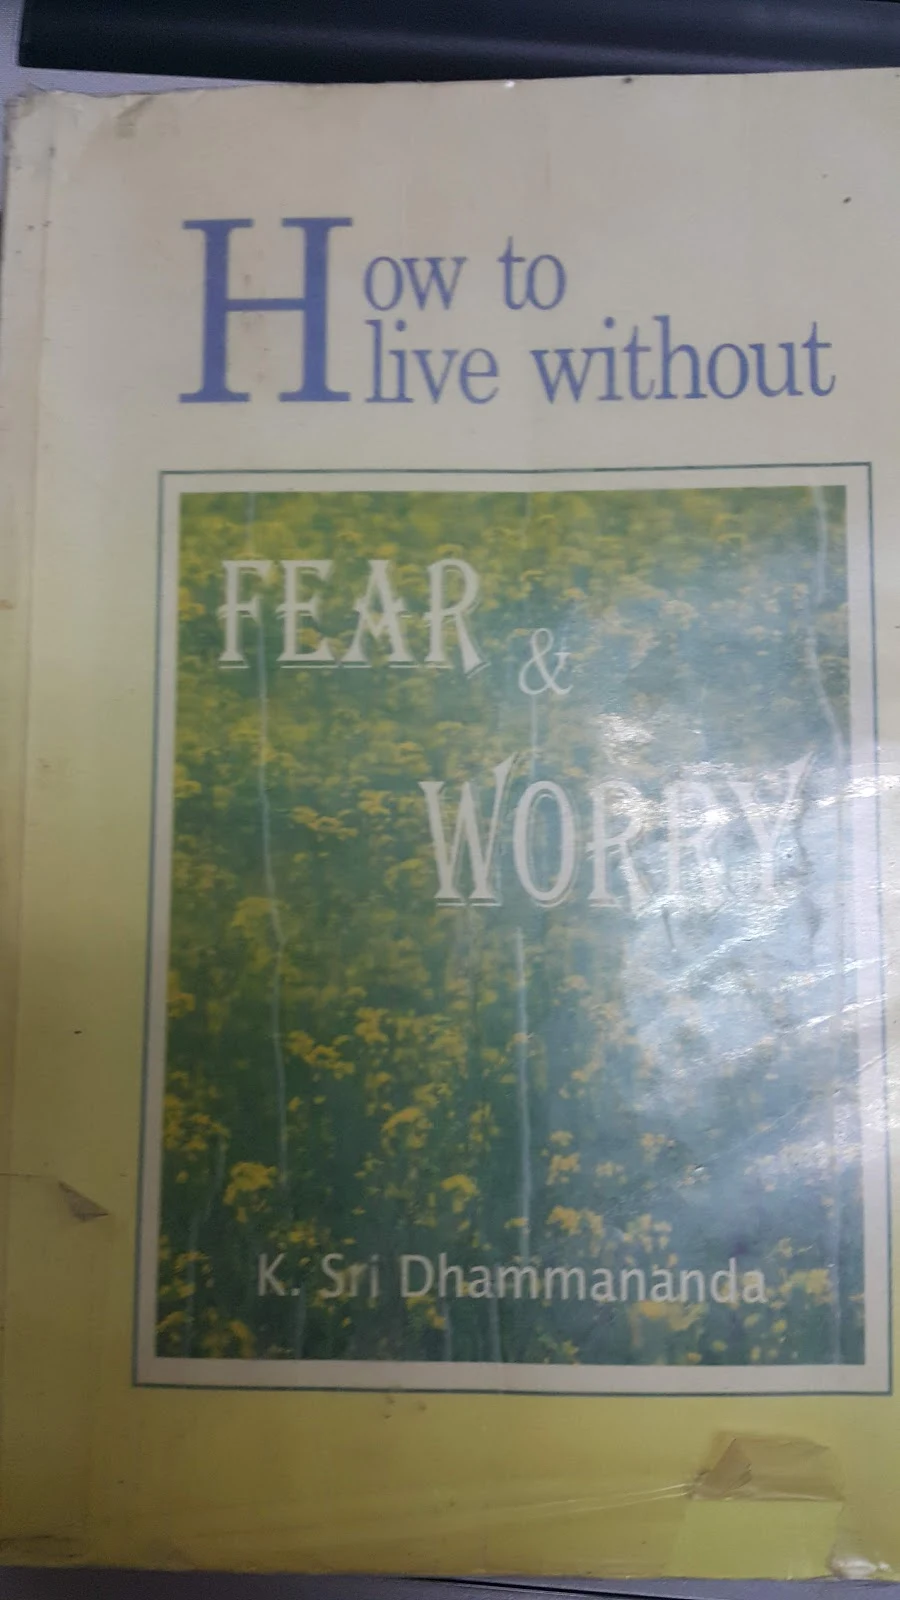 How to
live without
FEAR
&
WORRY
K. Sri Dhammananda